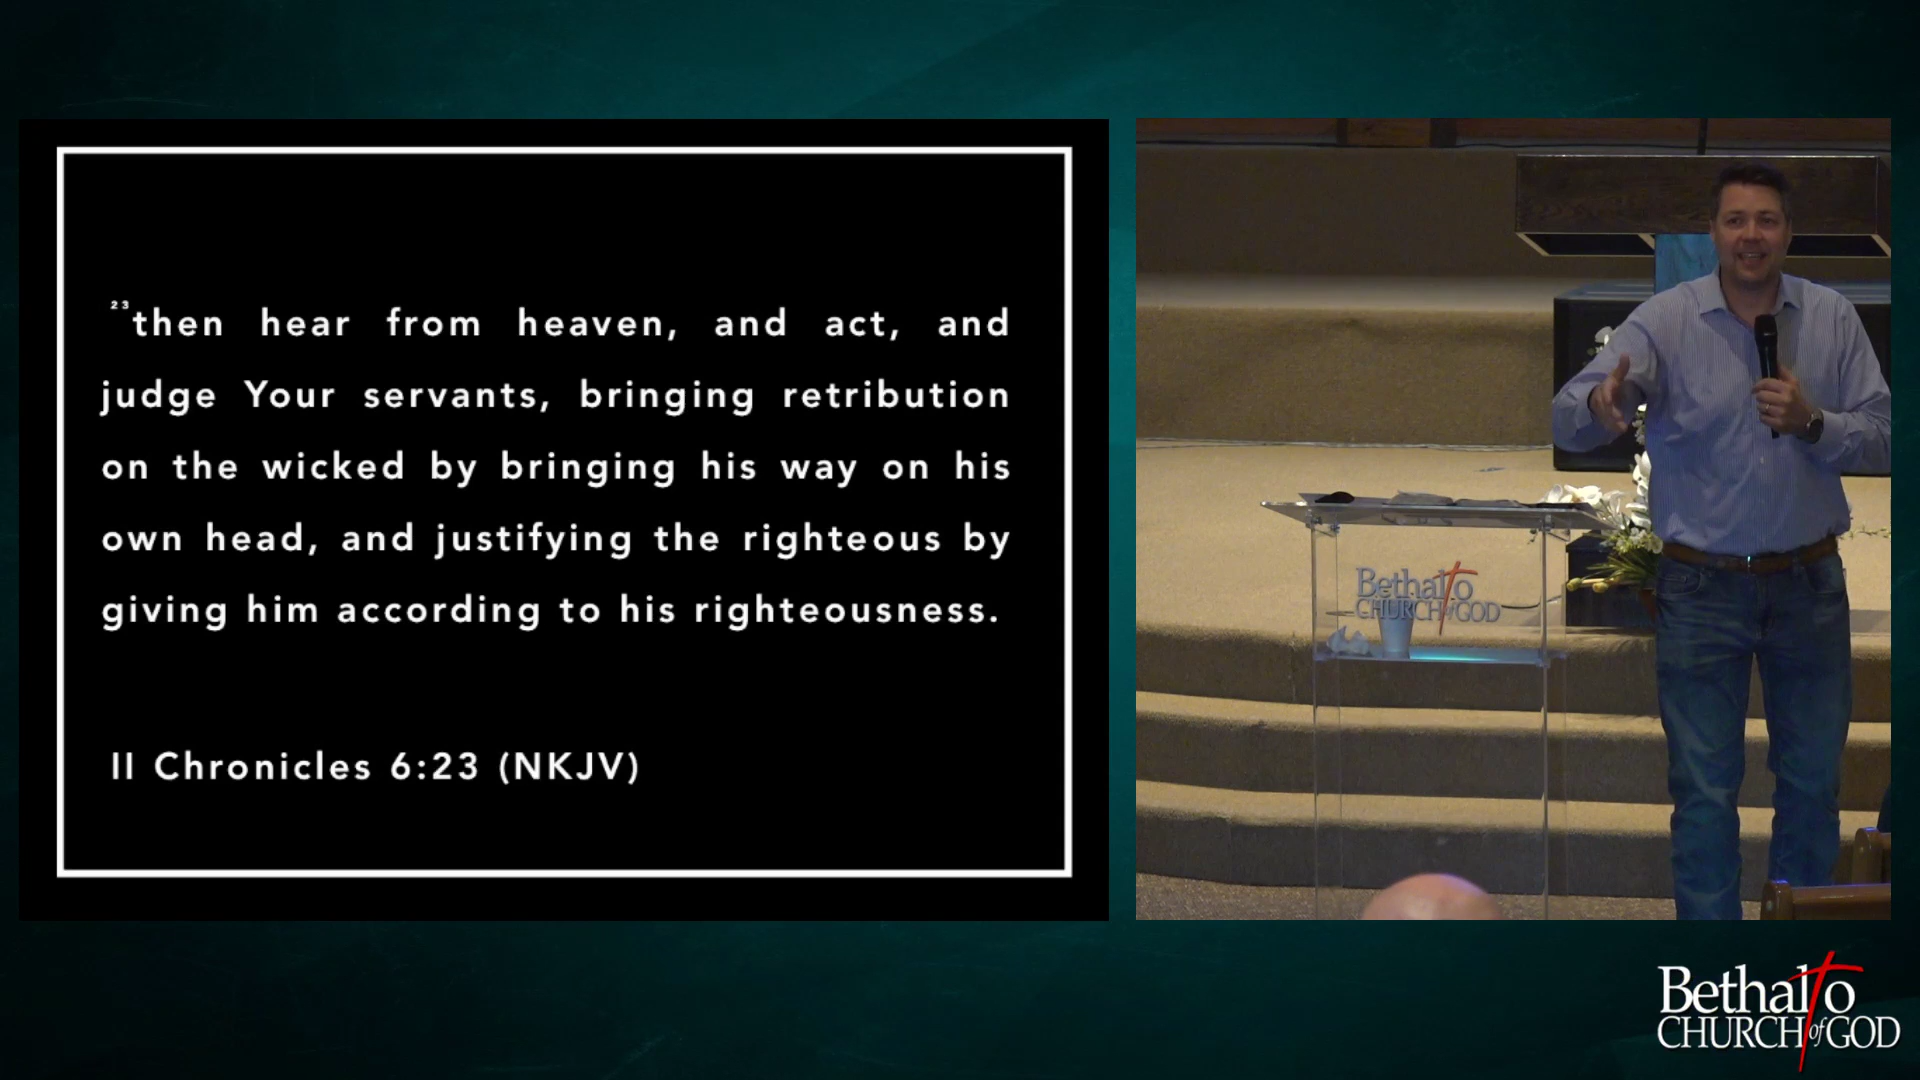 23then hear from heaven, and act, and
judge Your servants, bringing retribution
on the wicked by bringing his way on his
own head, and justifying the righteous by
giving him according to his righteousness.
II Chronicles 6:23 (NKJV)
Bethalto
CHURCH of GOD
Bethalto
CHURCH of GOD